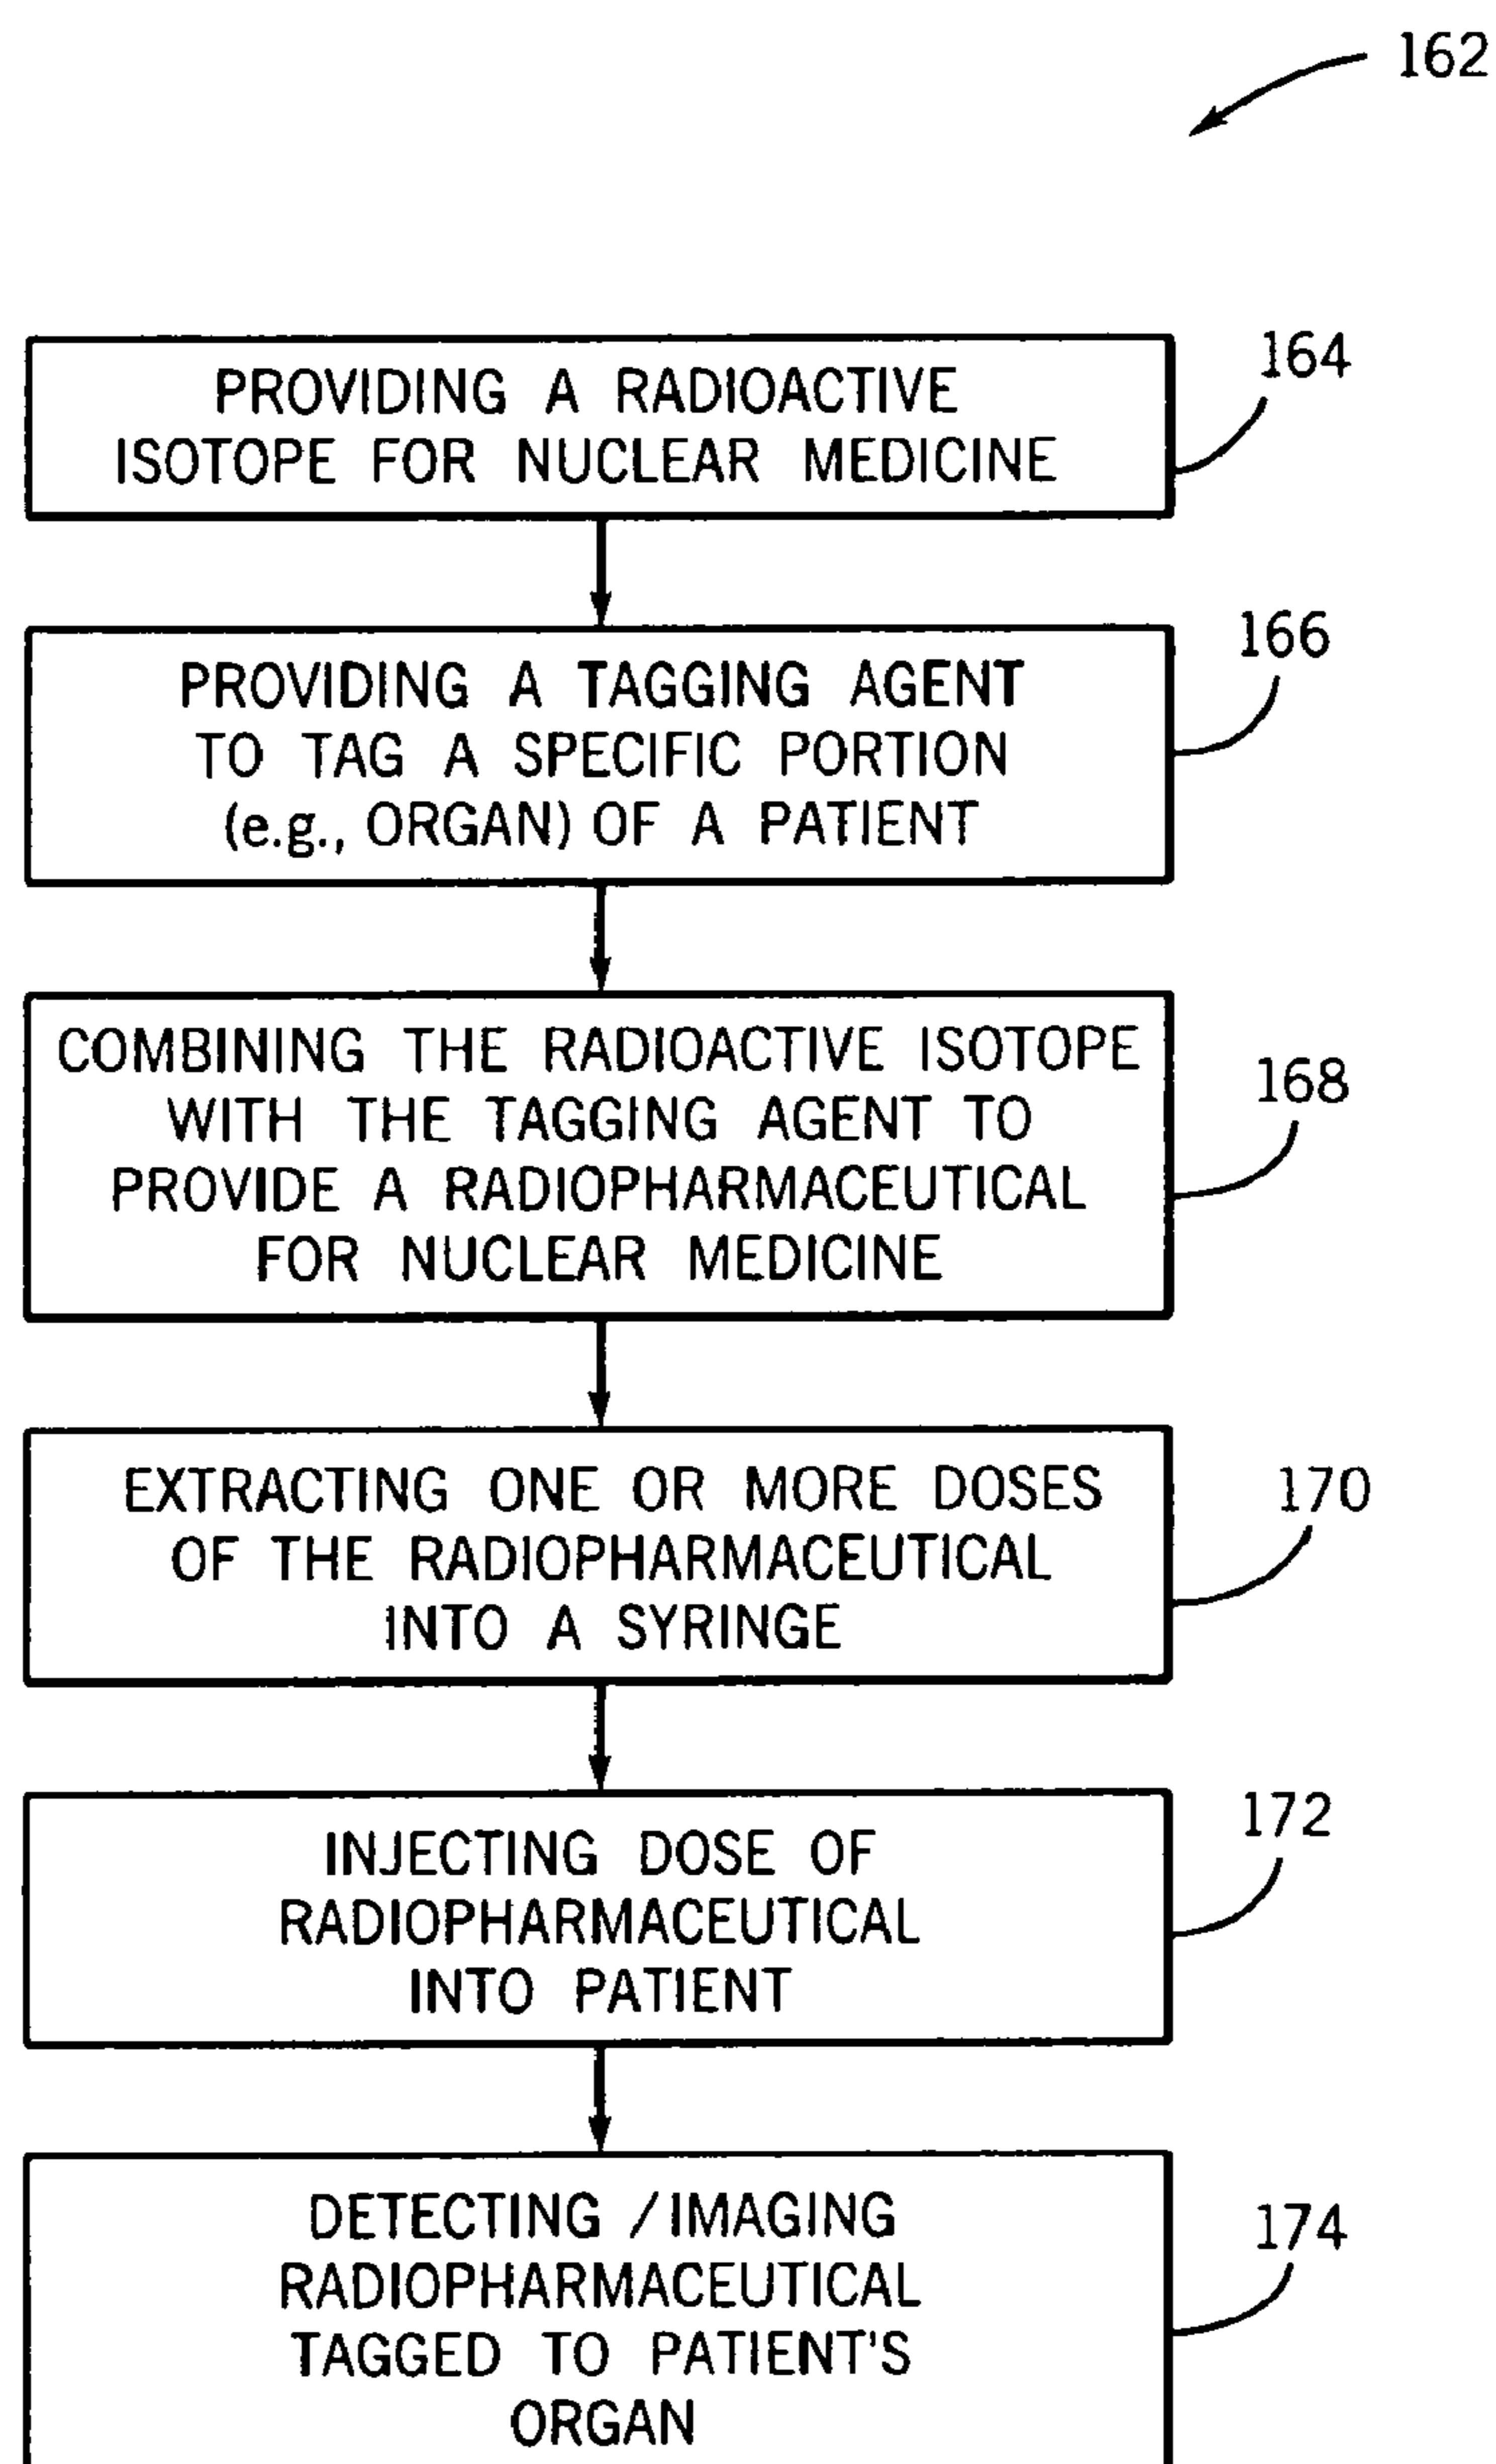 162
164
PROVIDING A RADIOACTIVE
ISOTOPE FOR NUCLEAR MEDICINE
166
PROVIDING A TAGGING AGENT
TO TAG A SPECIFIC PORTION
(e.g., ORGAN) OF A PATIENT
168
COMBINING THE RADIOACTIVE ISOTOPE
WITH THE TAGGING AGENT TO
PROVIDE A RADIOPHARMACEUTICAL
FOR NUCLEAR MEDICINE
170
EXTRACTING ONE OR MORE DOSES
OF THE RADIOPHARMACEUTICAL
INTO A SYRINGE
172
INJECTING DOSE OF
RADIOPHARMACEUTICAL
INTO PATIENT
174
DETECTING / IMAGING
RADIOPHARMACEUTICAL
TAGGED TO PATIENT'S
ORGAN